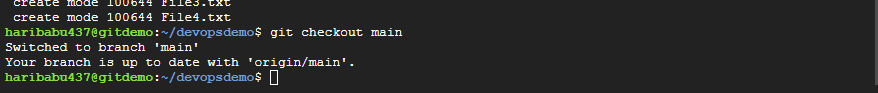 create mode 100644 File3.txt
create mode 100644 File4.txt
haribabu437@gitdemo:~/devopsdemo$ git checkout main
Switched to branch 'main'
Your branch is up to date with 'origin/main'.
haribabu437@gitdemo:~/devopsdemo$